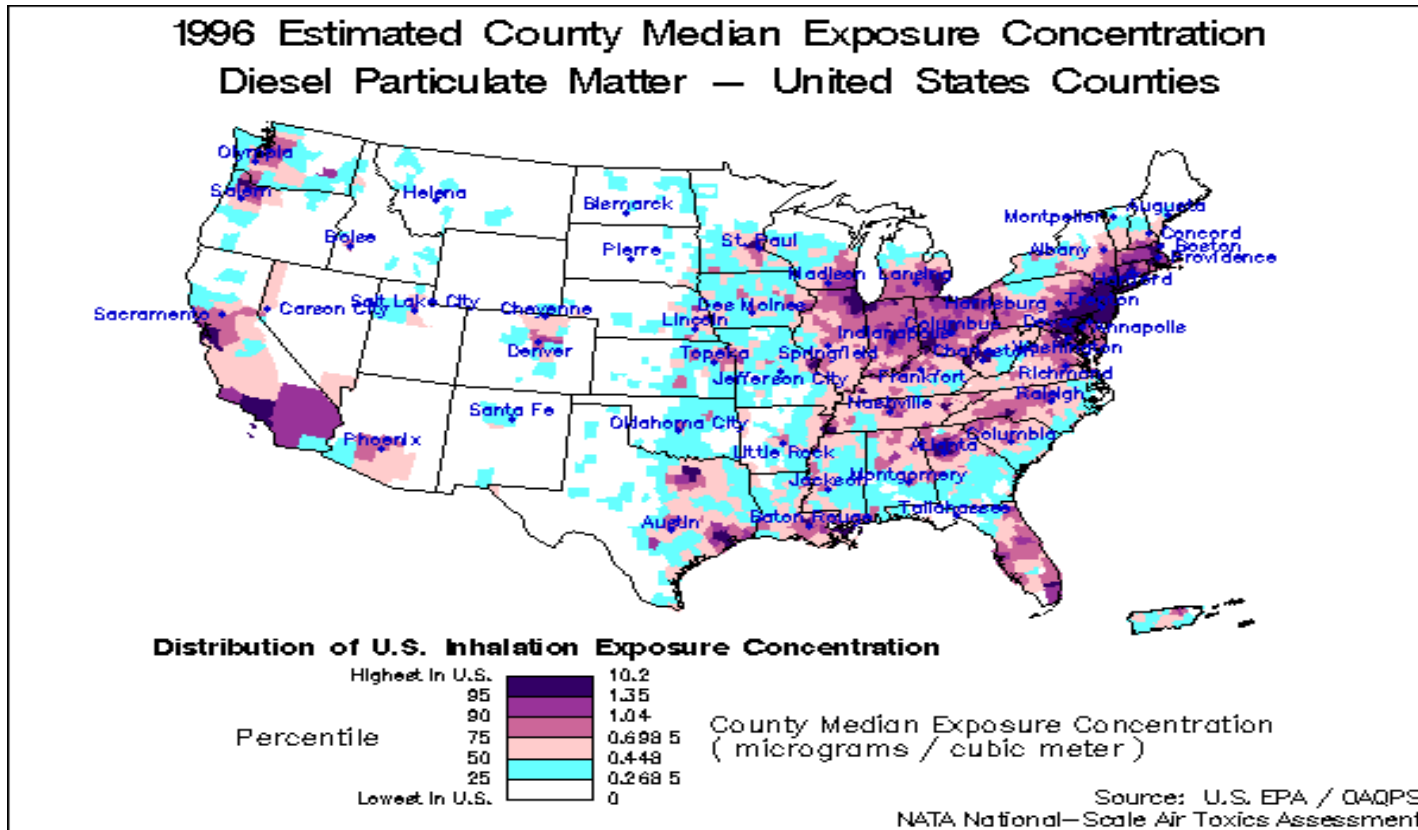 1996 Estimated County Median Exposure Concentration
Diesel Particulate Matter — United States Counties
Olympia
Salem
Helena
Boise
Bismarck
Pierre
St. Paul
Montpelier
Augusta
Concord
Albany
Boston
Providence
Hartford
Madison
Lansing
Sacramento
Carson City
Salt Lake City
Cheyenne
Des Moines
Lincoln
Harrisburg
Trenton
Denver
Topeka
Indianapolis
Columbus
Annapolis
Springfield
Charleston
Washington
Jefferson City
Frankfort
Richmond
Santa Fe
Nashville
Raleigh
Phoenix
Oklahoma City
Little Rock
Atlanta
Columbia
Jackson
Montgomery
Austin
Baton Rouge
Tallahassee
Distribution of U.S. Inhalation Exposure Concentration
Highest in U.S. 10.2
95 1.35
90 1.04
75 0.698 5
50 0.448
25 0.268 5
Lowest in U.S. 0
Percentile
County Median Exposure Concentration
( micrograms / cubic meter )
Source: U.S. EPA / OAQPS
NATA National-Scale Air Toxics Assessment